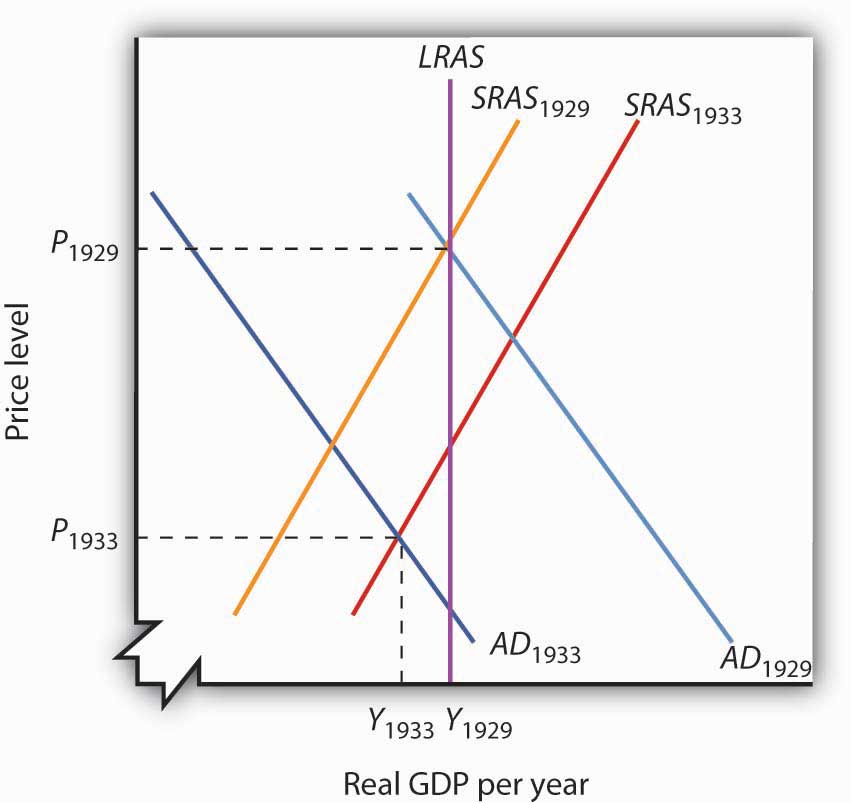 LRAS
SRAS1929
SRAS1933
P1929
Price level
P1933
AD1933
AD1929
Y1933 Y1929
Real GDP per year